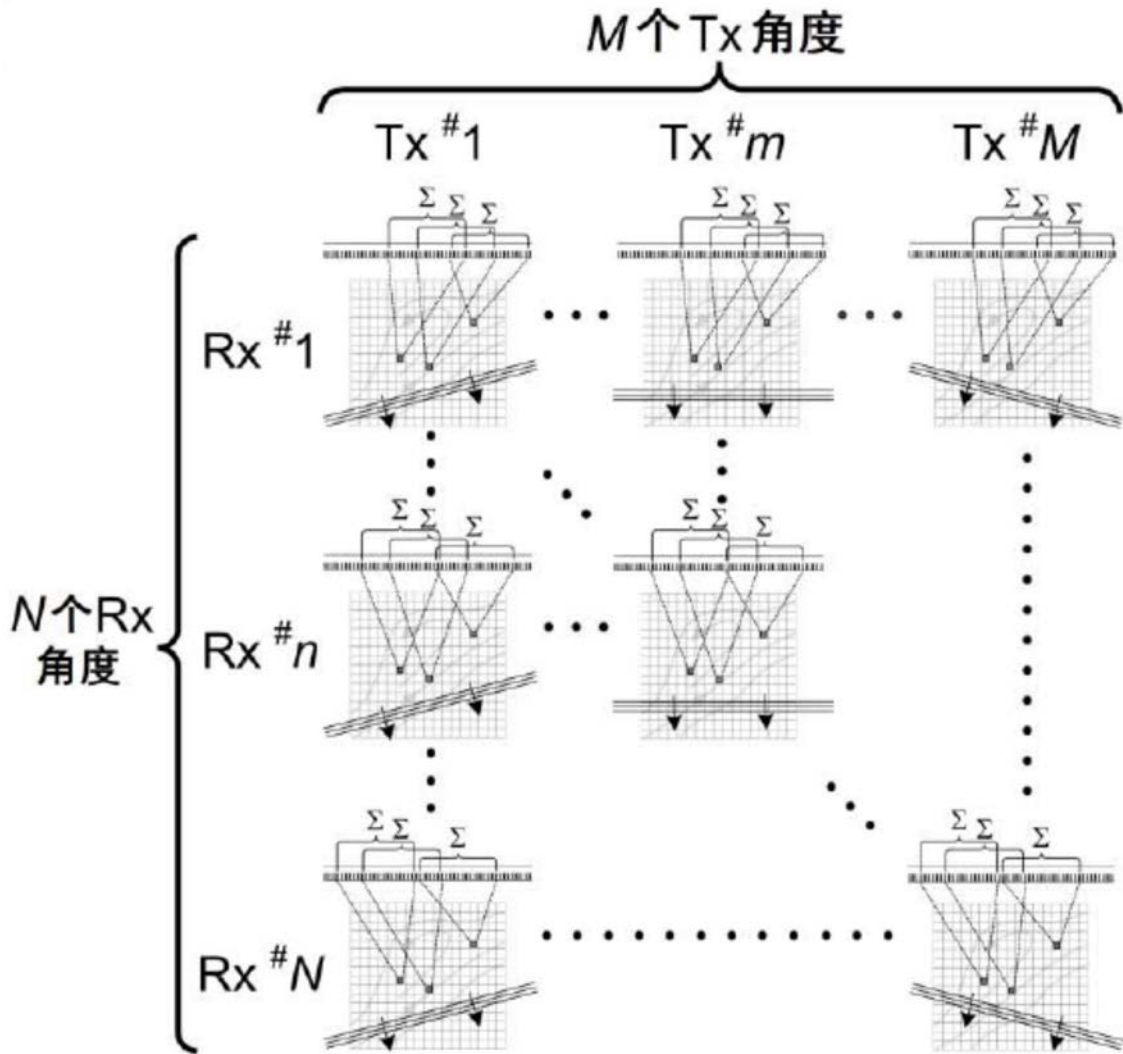 M个Tx角度
Tx #1 Tx #m Tx #M
Σ Σ Σ Σ Σ Σ Σ Σ Σ
Rx #1
Σ Σ Σ Σ Σ Σ
N个Rx
角度
Rx #n
Σ Σ Σ Σ Σ Σ
Rx #N